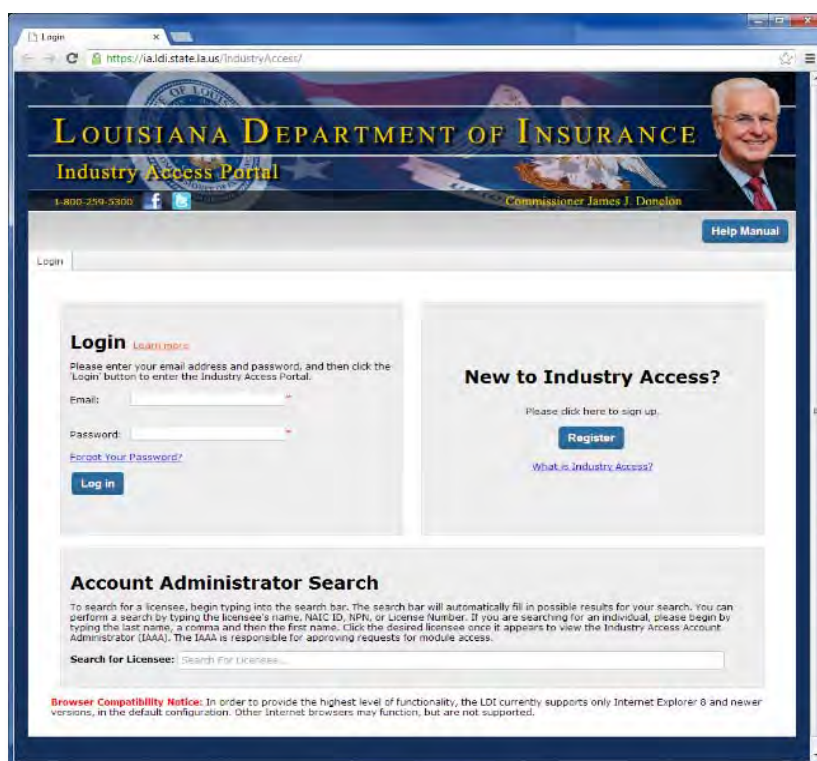 Login
https://ia.ldi.state.la.us/IndustryAccess/
LOUISIANA DEPARTMENT OF INSURANCE
Industry Access Portal
1-800-259-5300
Commissioner James J. Donelon
Help Manual
Login
Login Learn more
Please enter your email address and password, and then click the
'Login' button to enter the Industry Access Portal.
Email: *
Password: *
Forgot Your Password?
Log in
New to Industry Access?
Please click here to sign up.
Register
What is Industry Access?
Account Administrator Search
To search for a licensee, begin typing into the search bar. The search bar will automatically fill in possible results for your search. You can
perform a search by typing the licensee's name, NAIC ID, NPN, or License Number. If you are searching for an individual, please begin by
typing the last name, a comma and then the first name. Click the desired licensee once it appears to view the Industry Access Account
Administrator (IAAA). The IAAA is responsible for approving requests for module access.
Search for Licensee: Search For Licensee...
Browser Compatibility Notice: In order to provide the highest level of functionality, the LDI currently supports only Internet Explorer 8 and newer
versions, in the default configuration. Other Internet browsers may function, but are not supported.